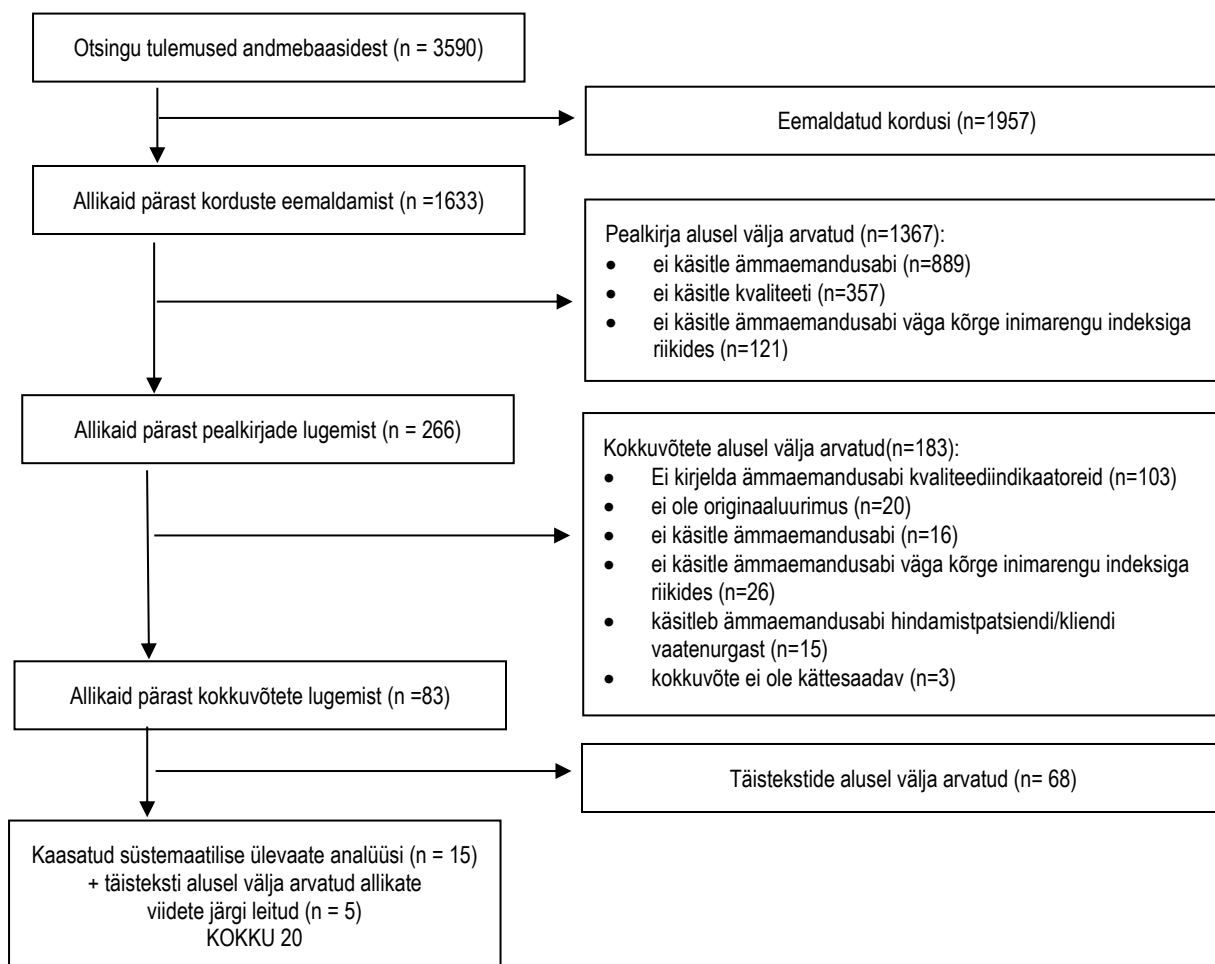 Otsingu tulemused andmebaasidest (n = 3590)
Eemaldatud kordusi (n=1957)
Allikaid pärast korduste eemaldamist (n =1633)
Pealkirja alusel välja arvatud (n=1367):
• ei käsitle ämmaemandusabi (n=889)
• ei käsitle kvaliteeti (n=357)
• ei käsitle ämmaemandusabi väga kõrge inimarengu indeksiga
riikides (n=121)
Allikaid pärast pealkirjade lugemist (n = 266)
Kokkuvõtete alusel välja arvatud(n=183):
• Ei kirjelda ämmaemandusabi kvaliteediindikaatoreid (n=103)
• ei ole originaaluurimus (n=20)
• ei käsitle ämmaemandusabi (n=16)
• ei käsitle ämmaemandusabi väga kõrge inimarengu indeksiga
riikides (n=26)
• käsitleb ämmaemandusabi hindamistpatsiendi/kliendi
vaatenurgast (n=15)
• kokkuvõte ei ole kättesaadav (n=3)
Allikaid pärast kokkuvõtete lugemist (n =83)
Täistekstide alusel välja arvatud (n= 68)
Kaasatud süstemaatilise ülevaate analüüsi (n = 15)
+ täisteksti alusel välja arvatud allikate
viidete järgi leitud (n = 5)
KOKKU 20